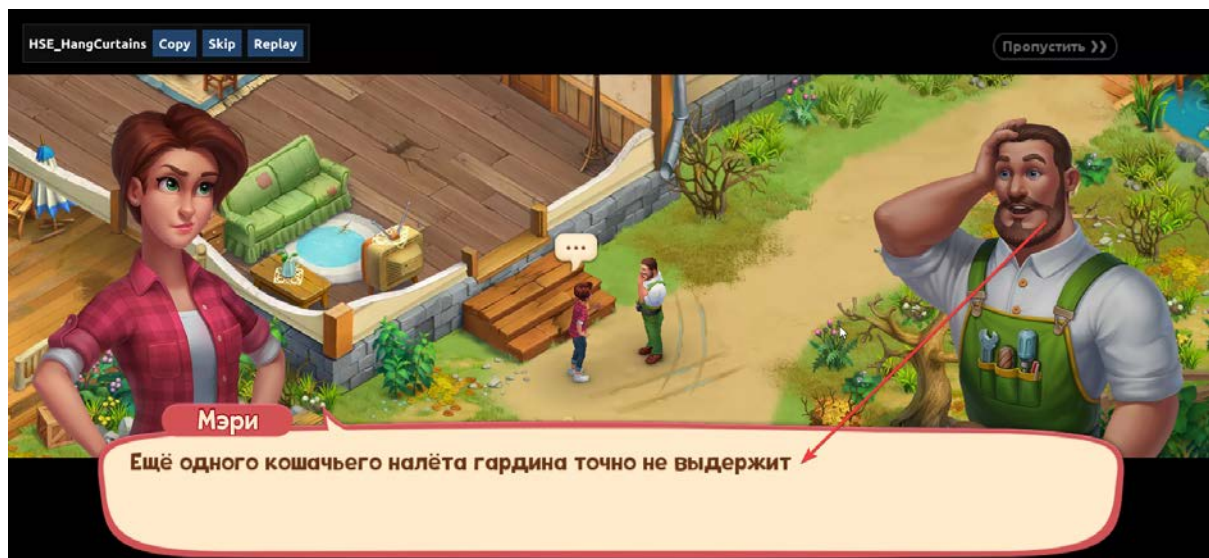 HSE_HangCurtains Copy Skip Replay
Пропустить ❯❯
...
Мэри
Ещё одного кошачьего налёта гардина точно не выдержит